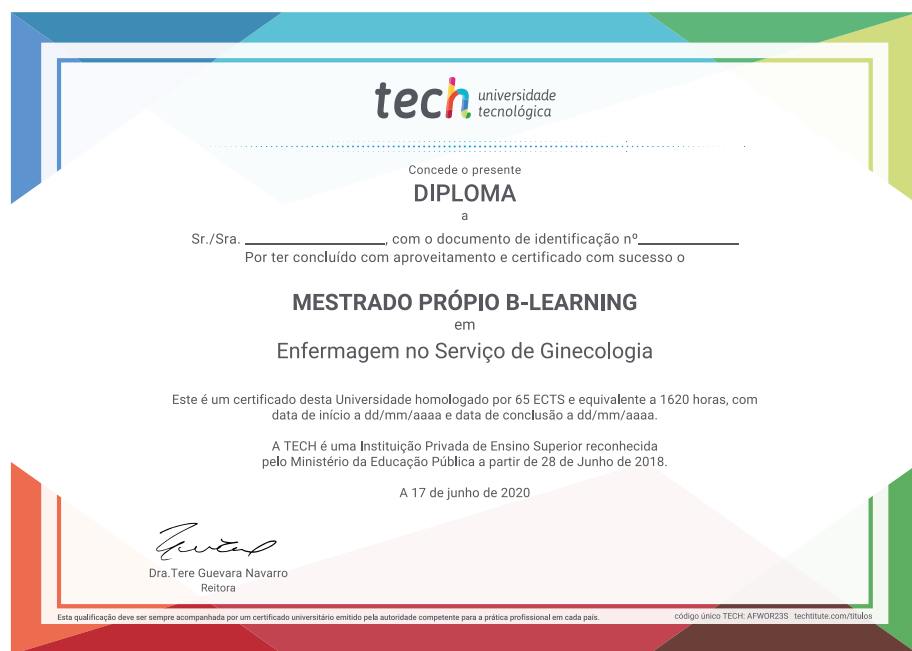 tech universidade
tecnológica
Concede o presente
DIPLOMA
a
Sr./Sra. ________________, com o documento de identificação nº____________
Por ter concluído com aproveitamento e certificado com sucesso o
MESTRADO PRÓPIO B-LEARNING
em
Enfermagem no Serviço de Ginecologia
Este é um certificado desta Universidade homologado por 65 ECTS e equivalente a 1620 horas, com
data de início a dd/mm/aaaa e data de conclusão a dd/mm/aaaa.
A TECH é uma Instituição Privada de Ensino Superior reconhecida
pelo Ministério da Educação Pública a partir de 28 de Junho de 2018.
A 17 de junho de 2020
Dra.Tere Guevara Navarro
Reitora
Esta qualificação deve ser sempre acompanhada por um certificado universitário emitido pela autoridade competente para a prática profissional em cada país.
código único TECH: AFWOR23S techtitute.com/titulos